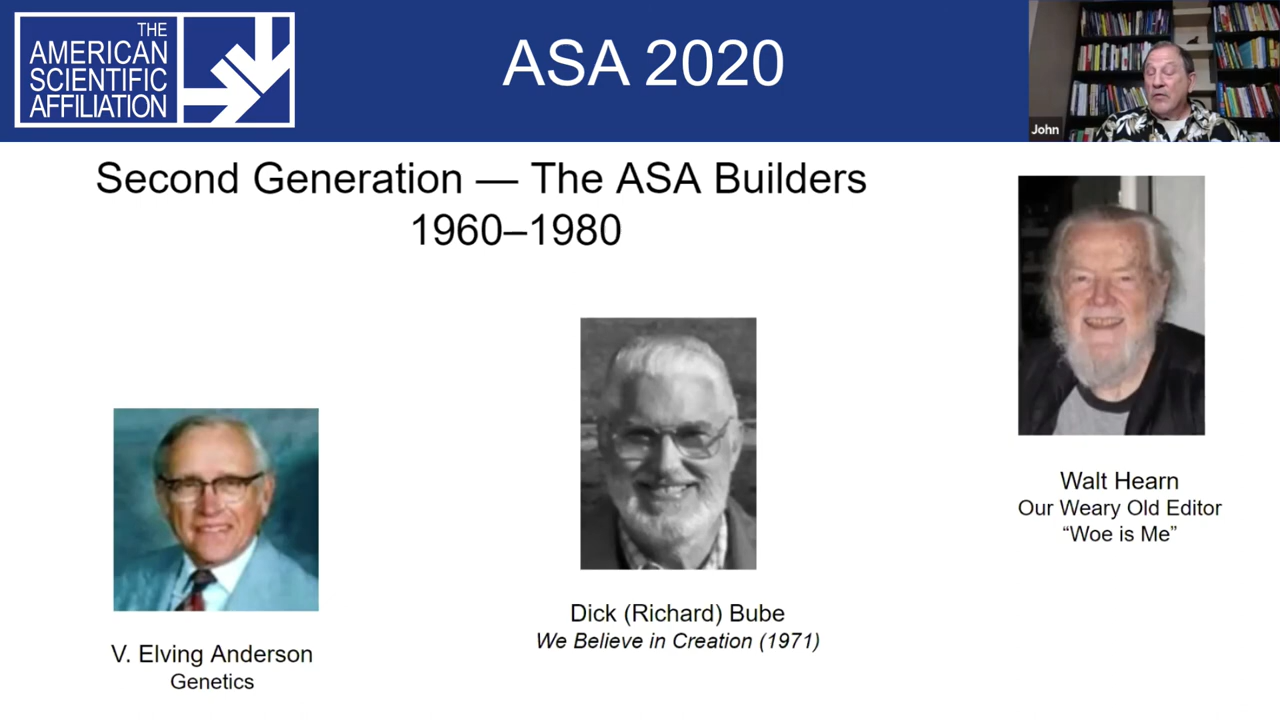 THE
AMERICAN
SCIENTIFIC
AFFILIATION
ASA 2020
John
Second Generation — The ASA Builders
1960–1980
Walt Hearn
Our Weary Old Editor
“Woe is Me”
Dick (Richard) Bube
We Believe in Creation (1971)
V. Elving Anderson
Genetics